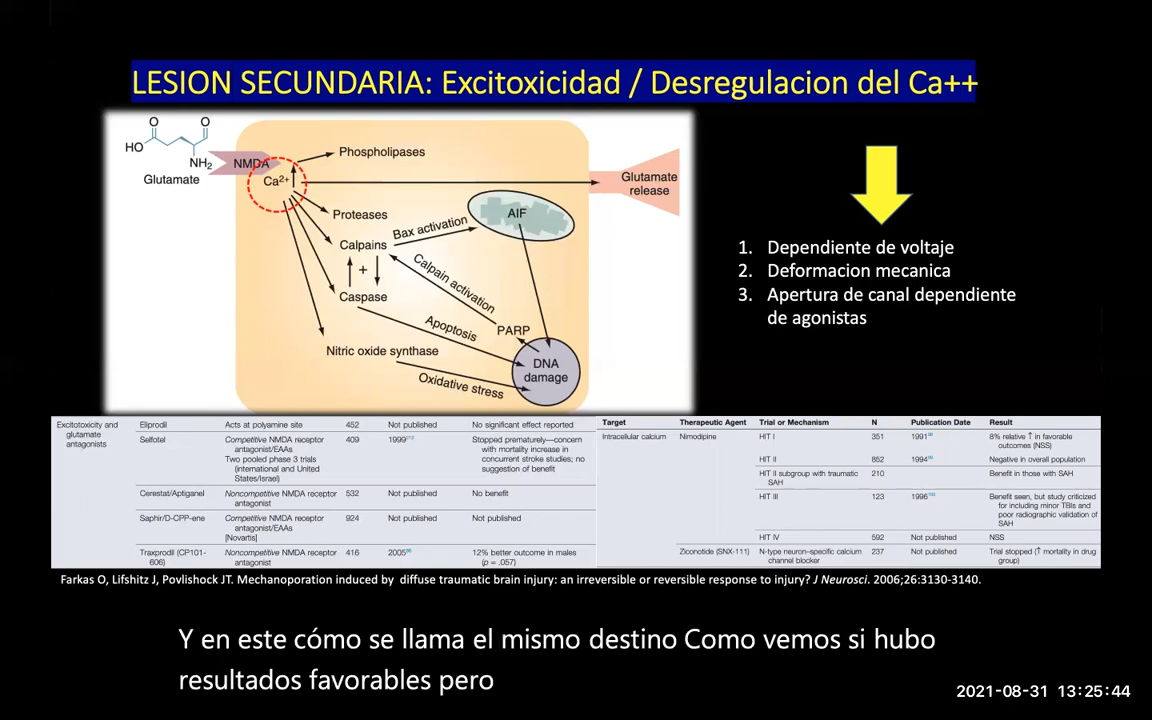 LESION SECUNDARIA: Excitoxicidad / Desregulacion del Ca++
O
O
HO
NH2
Glutamate
NMDA
Ca2+
Phospholipases
Glutamate
release
Proteases
Calpains
Bax activation
AIF
+
Calpain activation
Caspase
Apoptosis
PARP
Nitric oxide synthase
DNA
damage
Oxidative stress
1. Dependiente de voltaje
2. Deformacion mecanica
3. Apertura de canal dependiente
de agonistas
Excitotoxicity and
glutamate
antagonists
Eliprodil Acts at polyamine site 452 Not published No significant effect reported
Selfotel Competitive NMDA receptor 409 1999 Stopped prematurely—concern
antagonist/EAAs with mortality increase in
Two pooled phase 3 trials concurrent stroke studies; no
(international and United suggestion of benefit
States/Israel)
Cerestat/Aptiganel Noncompetitive NMDA receptor 532 Not published No benefit
antagonist
Saphir/D-CPP-ene Competitive NMDA receptor 924 Not published Not published
antagonist/EAAs
[Novartis]
Traxprodil (CP101- Noncompetitive NMDA receptor 416 2005 12% better outcome in males
606) antagonist (p = .057)
Target Therapeutic Agent Trial or Mechanism N Publication Date Result
Intracellular calcium Nimodipine HIT I 351 1991 8% relative ↑ in favorable
outcomes (NSS)
HIT II 852 1994 Negative in overall population
HIT II subgroup with traumatic 210 Benefit in those with SAH
SAH
HIT III 123 1996 Benefit seen, but study criticized
for including minor TBIs and
poor radiographic validation of
SAH
HIT IV 592 Not published NSS
Ziconotide (SNX-111) N-type neuron–specific calcium 237 Not published Trial stopped (↑ mortality in drug
channel blocker group)
Farkas O, Lifshitz J, Povlishock JT. Mechanoporation induced by diffuse traumatic brain injury: an irreversible or reversible response to injury? J Neurosci. 2006;26:3130-3140.
Y en este cómo se llama el mismo destino Como vemos si hubo
resultados favorables pero
2021-08-31 13:25:44